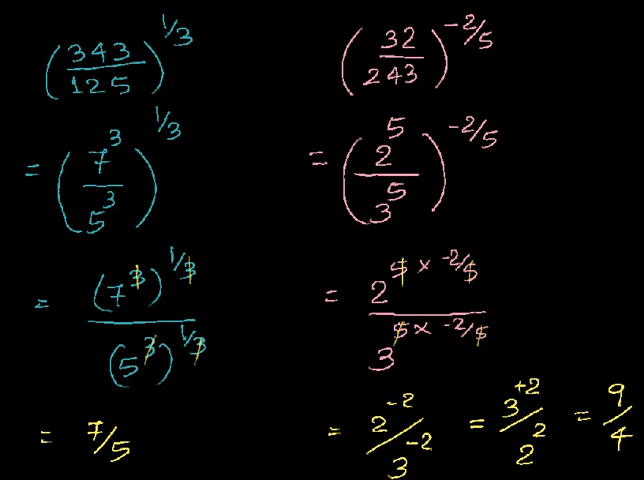 (343/125)^1/3
= (7^3/5^3)^1/3
= (7^3)^1/3 / (5^3)^1/3
= 7/5
(32/243)^-2/5
= (2^5/3^5)^-2/5
= 2^5 × -2/5 / 3^5 × -2/5
= 2^-2/3^-2 = 3^+2/2^2 = 9/4